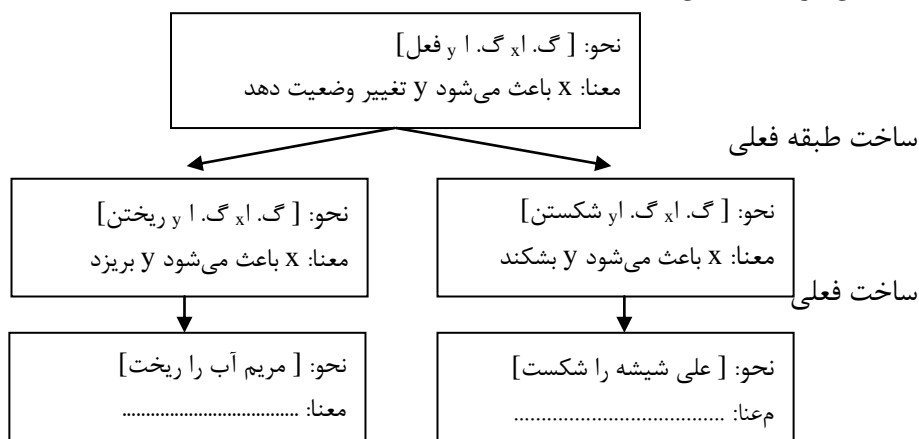 نحو: [ گ. اx گ. ا y فعل]
معنا: x باعث می‌شود y تغییر وضعیت دهد
ساخت طبقه فعلی
نحو: [ گ. اx گ. اy شکستن]
معنا: x باعث می‌شود y بشکند
نحو: [ گ. اx گ. ا y ریختن]
معنا: x باعث می‌شود y بریزد
ساخت فعلی
نحو: [ علی شیشه را شکست]
معنا: ......................................
نحو: [ مریم آب را ریخت]
معنا: ......................................